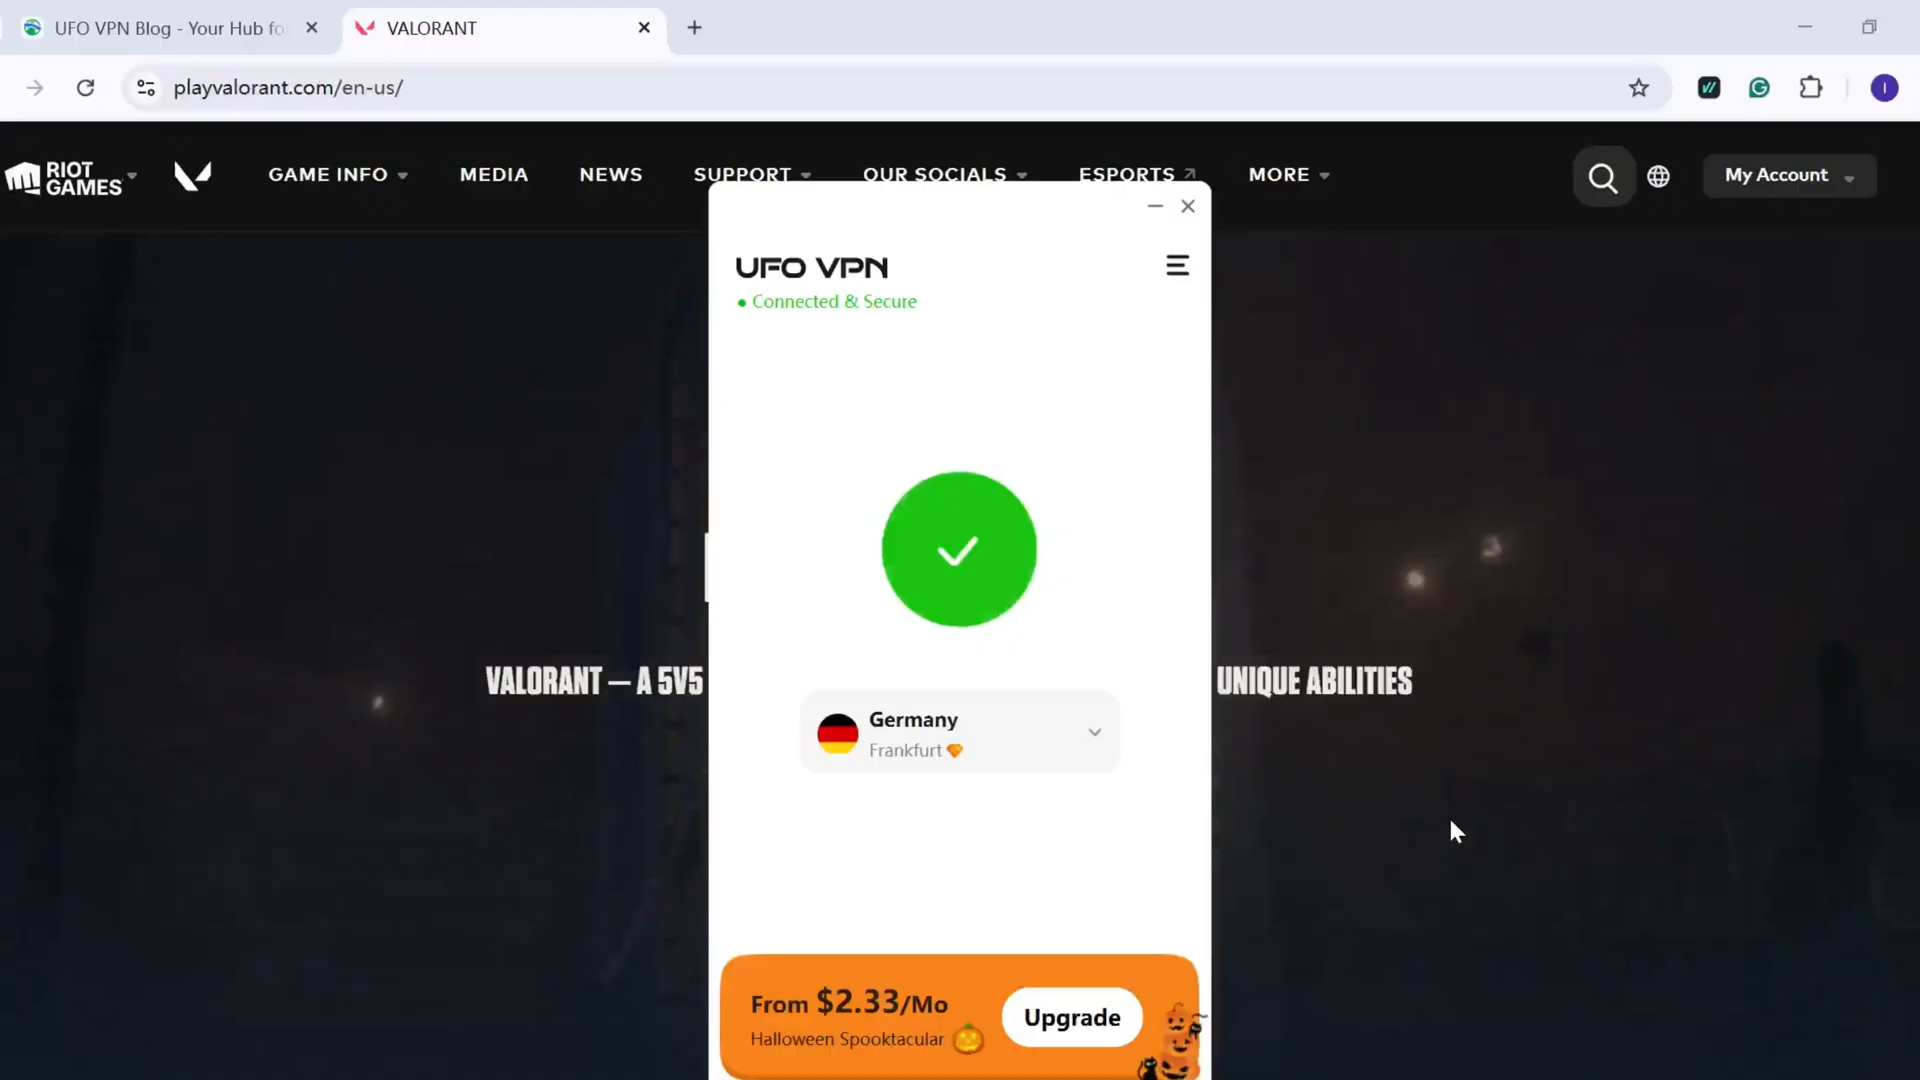 UFO VPN Blog - Your Hub fo
VALORANT
playvalorant.com/en-us/
I
RIOT GAMES
GAME INFO
MEDIA
NEWS
SUPPORT
OUR SOCIALS
ESPORTS
MORE
My Account
UFO VPN
Connected & Secure
VALORANT — A 5V5
UNIQUE ABILITIES
Germany
Frankfurt
From $2.33/Mo
Halloween Spooktacular
Upgrade